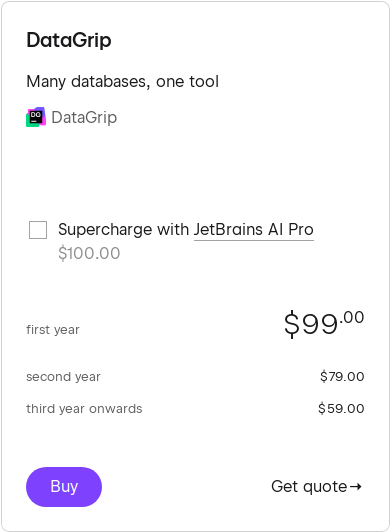 DataGrip
Many databases, one tool
DG DataGrip
Supercharge with JetBrains AI Pro
$100.00
first year $99.00
second year $79.00
third year onwards $59.00
Buy Get quote→